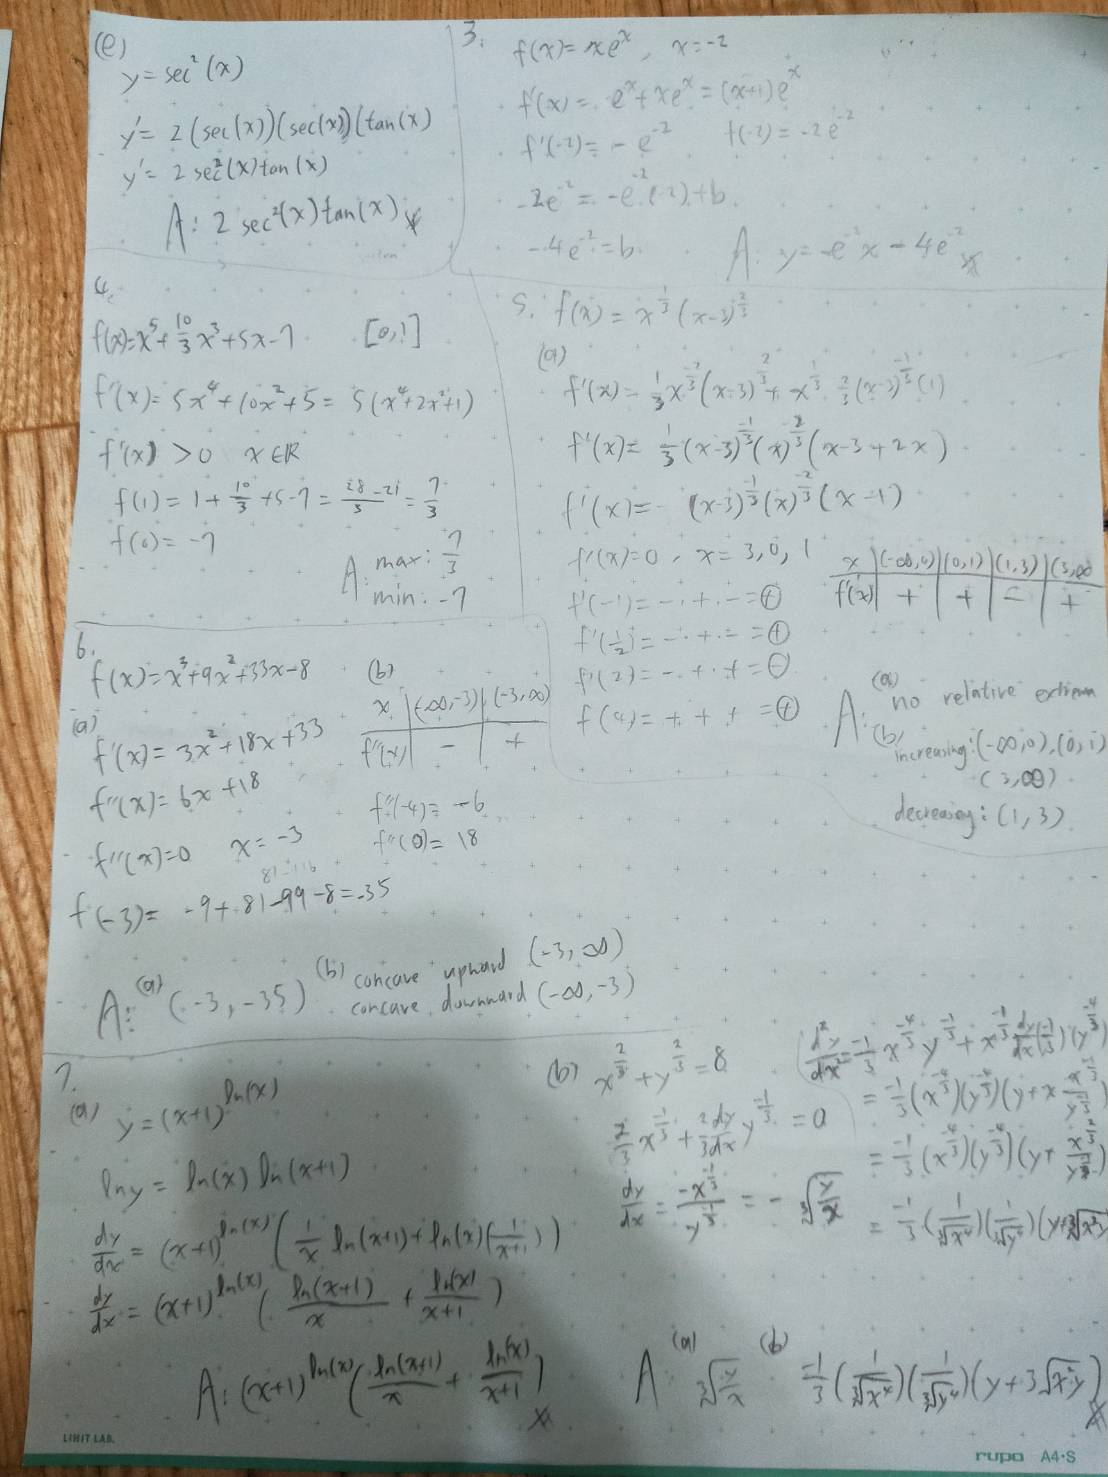 (e)
y = sec²(x)
y' = 2(sec(x))(sec(x))(tan(x)
y' = 2 sec²(x)tan(x)
A: 2 sec²(x)tan(x)
3.
f(x) = xe^x, x=-2
f'(x) = e^x + xe^x = (x+1)e^x
f'(-2) = -e^-2 f(-2) = -2e^-2
-2e^-2 = -e^-2(-2)+b
-4e^-2 = b
A: y = -e^-2 x - 4e^-2
4.
f(x)=x⁵+10/3 x³+5x-7 [0,1]
f'(x) = 5x⁴+10x²+5 = 5(x⁴+2x²+1)
f'(x) > 0 x∈R
f(1) = 1+10/3+5-7 = 28-21/3 = 7/3
f(0) = -7
A: max: 7/3
min: -7
5. f(x) = x^1/3 (x-3)^2/3
(a)
f'(x) = 1/3 x^-2/3 (x-3)^2/3 + x^1/3 · 2/3 (x-3)^-1/3 (1)
f'(x) = 1/3 (x-3)^-1/3 (x)^-2/3 (x-3+2x)
f'(x) = (x-3)^-1/3 (x)^-2/3 (x-1)
f'(x)=0, x = 3,0,1
x (-∞,0) (0,1) (1,3) (3,∞
f'(x) + + - +
f'(-1) = -·+·- = ⊕
f'(1/2) = -·+·- = ⊕
f'(2) = -·+·+ = ⊖
f(4) = + + + = ⊕
A: (a) no relative extrema
(b) increasing: (-∞,0),(0,1)
(3,∞)
decreasing: (1,3)
6.
f(x)=x³+9x²+33x-8
(a)
f'(x) = 3x²+18x+33
f''(x) = 6x+18
f''(x)=0 x=-3
f(-3) = -9+81-99-8=-35
(b)
x (-∞,-3) (-3,∞)
f''(x) - +
f''(-4) = -6
f''(0) = 18
A: (a) (-3,-35) (b) concave upward (-3,∞)
concave downward (-∞,-3)
7.
(a) y = (x+1)^ln(x)
ln y = ln(x) ln(x+1)
dy/dx = (x+1)^ln(x) (1/x ln(x+1)+ln(x)(1/x+1))
dy/dx = (x+1)^ln(x) (ln(x+1)/x + ln(x)/x+1)
A: (x+1)^ln(x) (ln(x+1)/x + ln(x)/x+1)
(b) x^2/3 + y^2/3 = 8
2/3 x^-1/3 + 2/3 dy/dx y^-1/3 = 0
dy/dx = -x^-1/3 / y^-1/3 = -∛(y/x)
= -1/3 (1/∛x⁴)(1/∛y⁴)(y+∛x²y
A (a) ∛(y/x) (b) -1/3 (1/∛x⁴)(1/∛y⁴)(y+3√x²y)
LIHIT LAB.
rupo A4·S